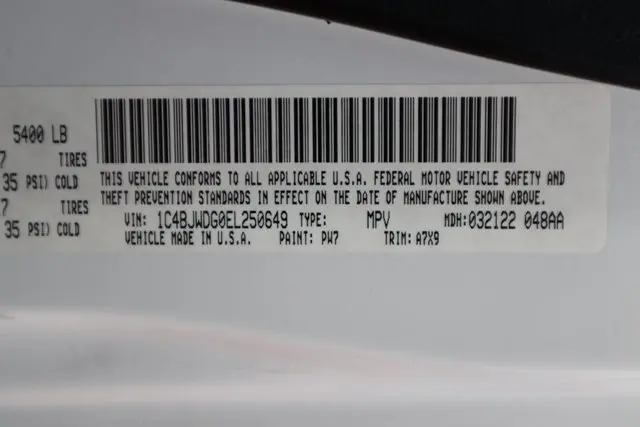 5400 LB
7 TIRES
35 PSI) COLD
7 TIRES
35 PSI) COLD
THIS VEHICLE CONFORMS TO ALL APPLICABLE U.S.A. FEDERAL MOTOR VEHICLE SAFETY AND
THEFT PREVENTION STANDARDS IN EFFECT ON THE DATE OF MANUFACTURE SHOWN ABOVE.
VIN: 1C4BJWDG0EL250649 TYPE: MPV MDH:032122 048AA
VEHICLE MADE IN U.S.A. PAINT: PW7 TRIM: A7X9